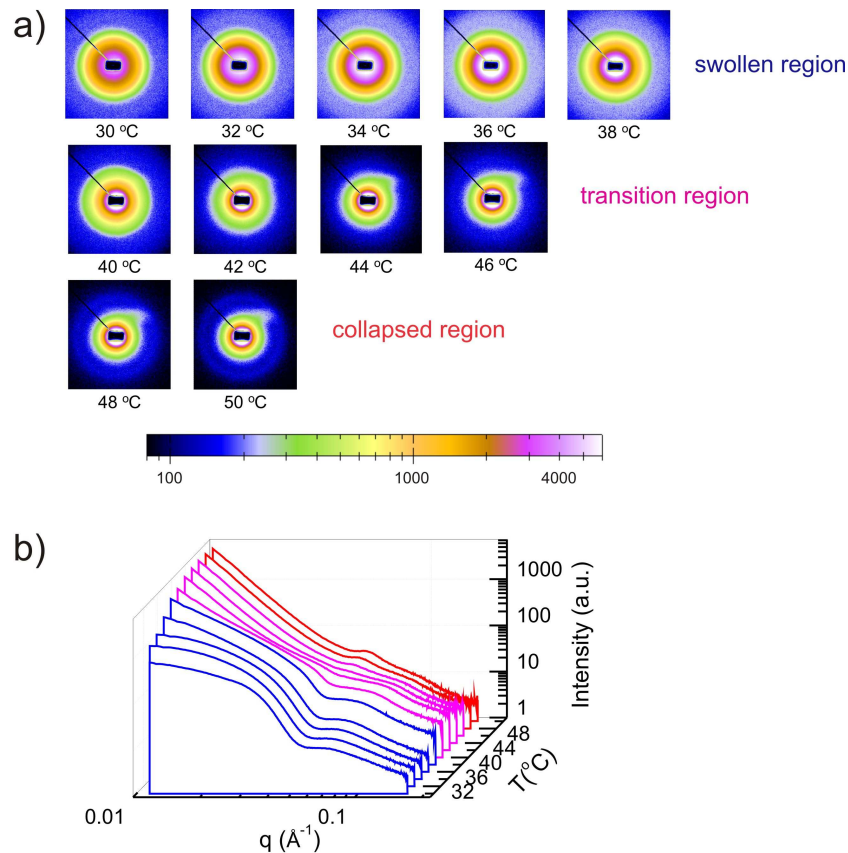 a)
swollen region
30 °C 32 °C 34 °C 36 °C 38 °C
transition region
40 °C 42 °C 44 °C 46 °C
collapsed region
48 °C 50 °C
100 1000 4000
b)
1000
100
10
1
Intensity (a.u.)
48
44
40
36
32
T(°C)
0.01 0.1
q (Å⁻¹)